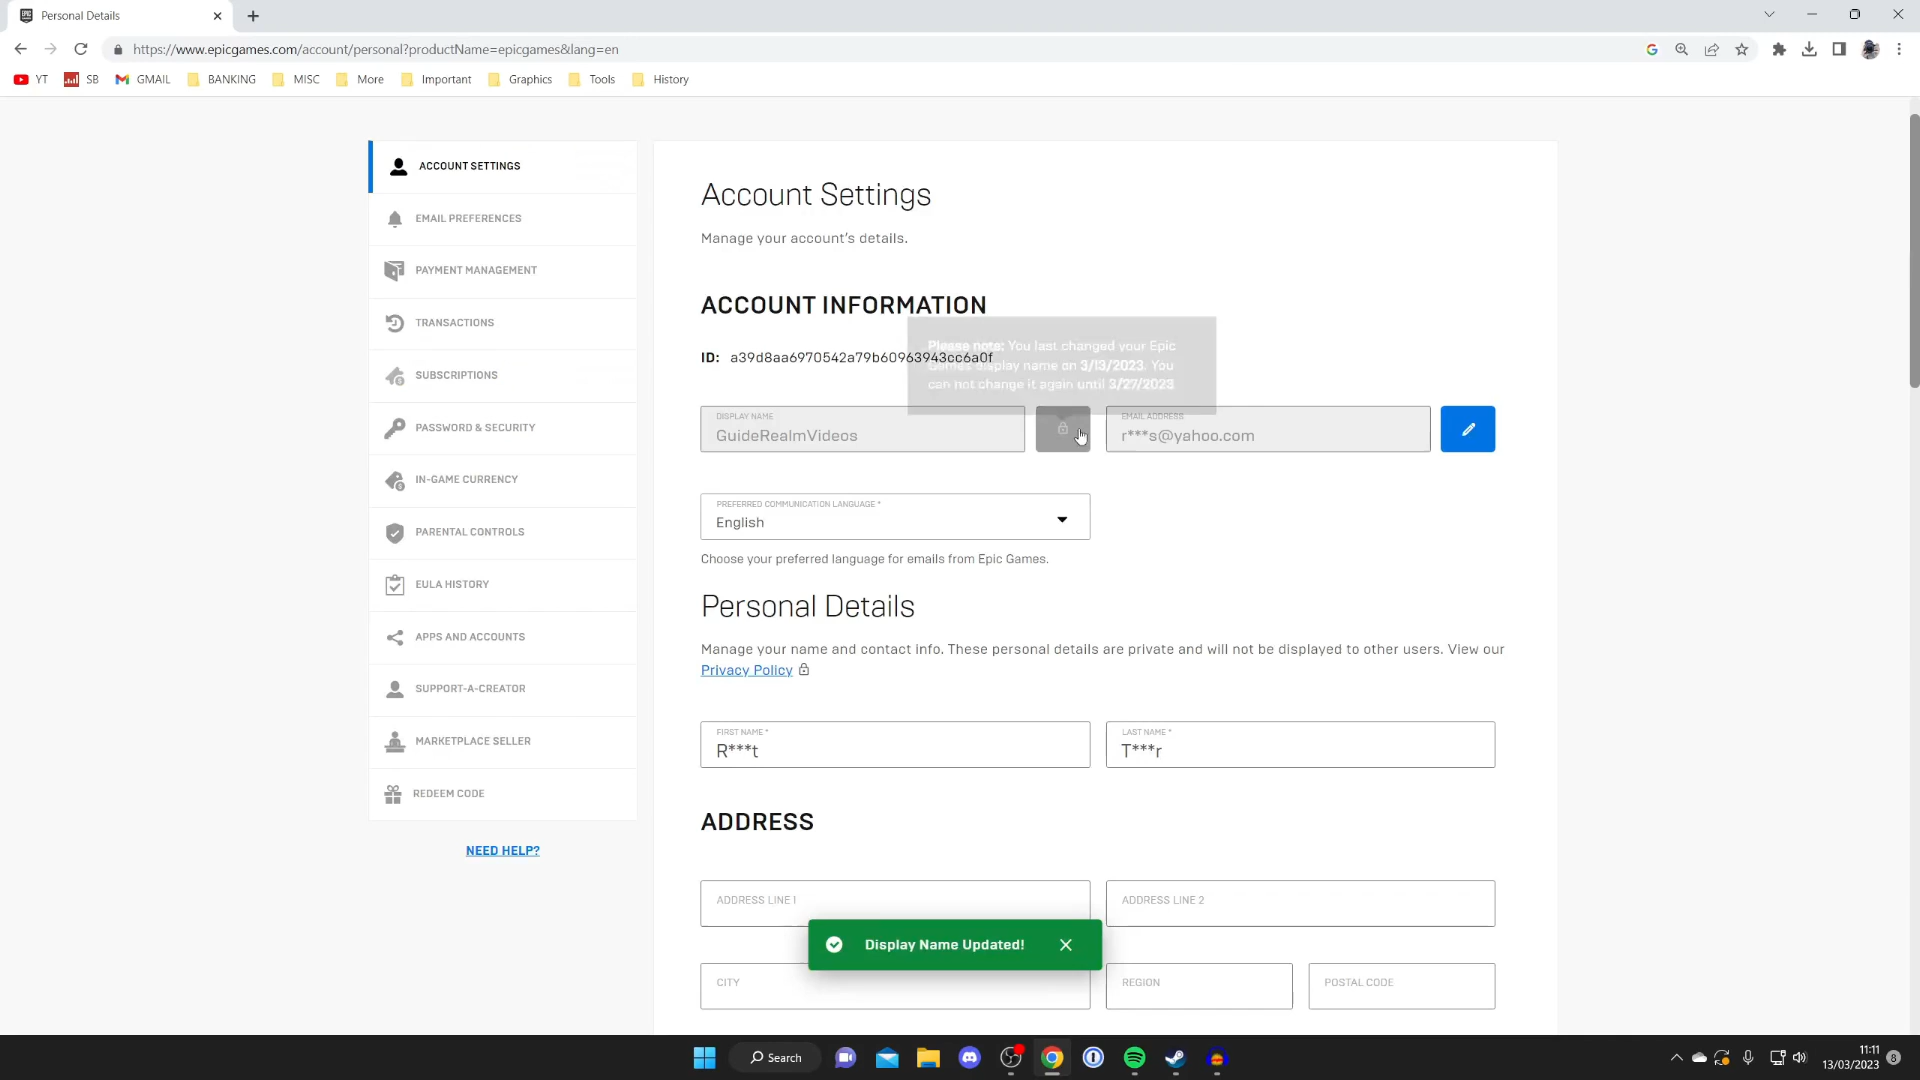 Personal Details
https://www.epicgames.com/account/personal?productName=epicgames&lang=en
YT
SB
GMAIL
BANKING
MISC
More
Important
Graphics
Tools
History
ACCOUNT SETTINGS
EMAIL PREFERENCES
PAYMENT MANAGEMENT
TRANSACTIONS
SUBSCRIPTIONS
PASSWORD & SECURITY
IN-GAME CURRENCY
PARENTAL CONTROLS
EULA HISTORY
APPS AND ACCOUNTS
SUPPORT-A-CREATOR
MARKETPLACE SELLER
REDEEM CODE
NEED HELP?
Account Settings
Manage your account's details.
ACCOUNT INFORMATION
ID: a39d8aa6970542a79b60963943cc6a0f
Please note: You last changed your Epic
Games display name on 3/13/2023. You
can not change it again until 3/27/2023
DISPLAY NAME
GuideRealmVideos
EMAIL ADDRESS
r***s@yahoo.com
PREFERRED COMMUNICATION LANGUAGE *
English
Choose your preferred language for emails from Epic Games.
Personal Details
Manage your name and contact info. These personal details are private and will not be displayed to other users. View our
Privacy Policy
FIRST NAME *
R***t
LAST NAME *
T***r
ADDRESS
ADDRESS LINE 1
ADDRESS LINE 2
Display Name Updated!
CITY
REGION
POSTAL CODE
Search
11:11
13/03/2023
8